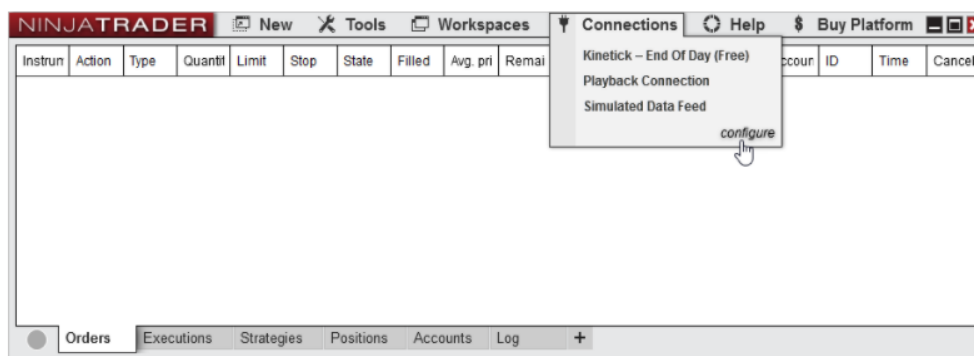 NINJATRADER New Tools Workspaces Connections Help $ Buy Platform
Instrun Action Type Quantit Limit Stop State Filled Avg. pri Remai ccoun ID Time Cancel
Kinetick – End Of Day (Free)
Playback Connection
Simulated Data Feed
configure
Orders Executions Strategies Positions Accounts Log +